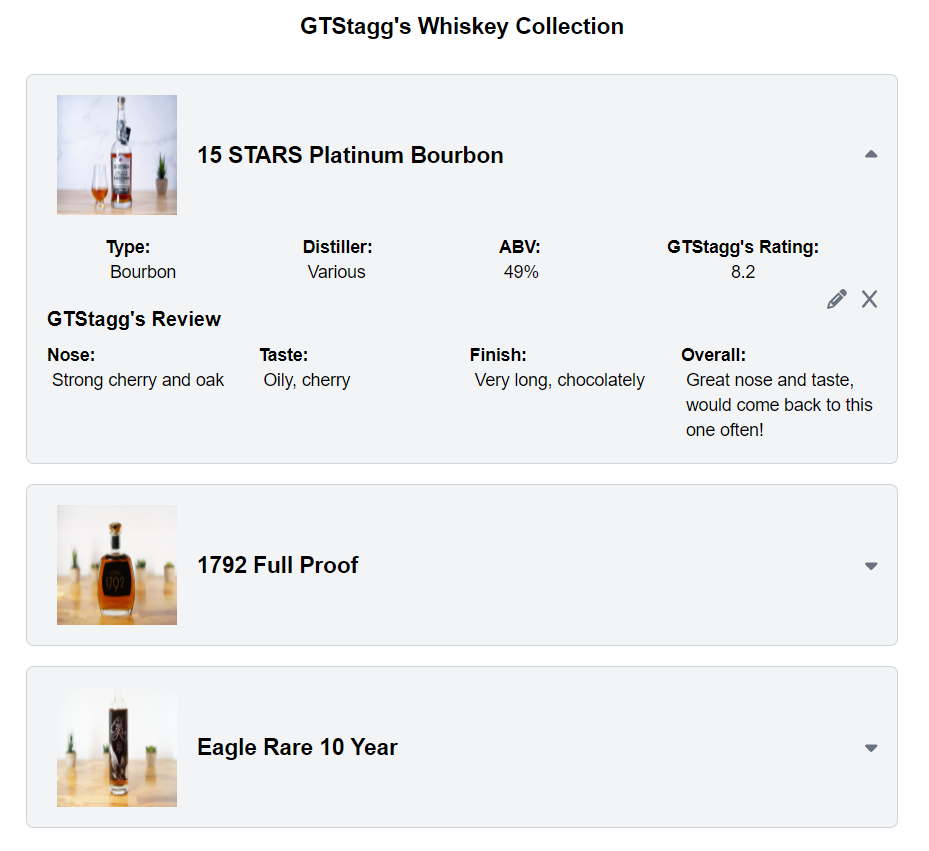 GTStagg's Whiskey Collection
15 STARS Platinum Bourbon
Type: Distiller: ABV: GTStagg's Rating:
Bourbon Various 49% 8.2
GTStagg's Review
Nose: Taste: Finish: Overall:
Strong cherry and oak Oily, cherry Very long, chocolately Great nose and taste,
would come back to this
one often!
1792
1792 Full Proof
Eagle Rare 10 Year